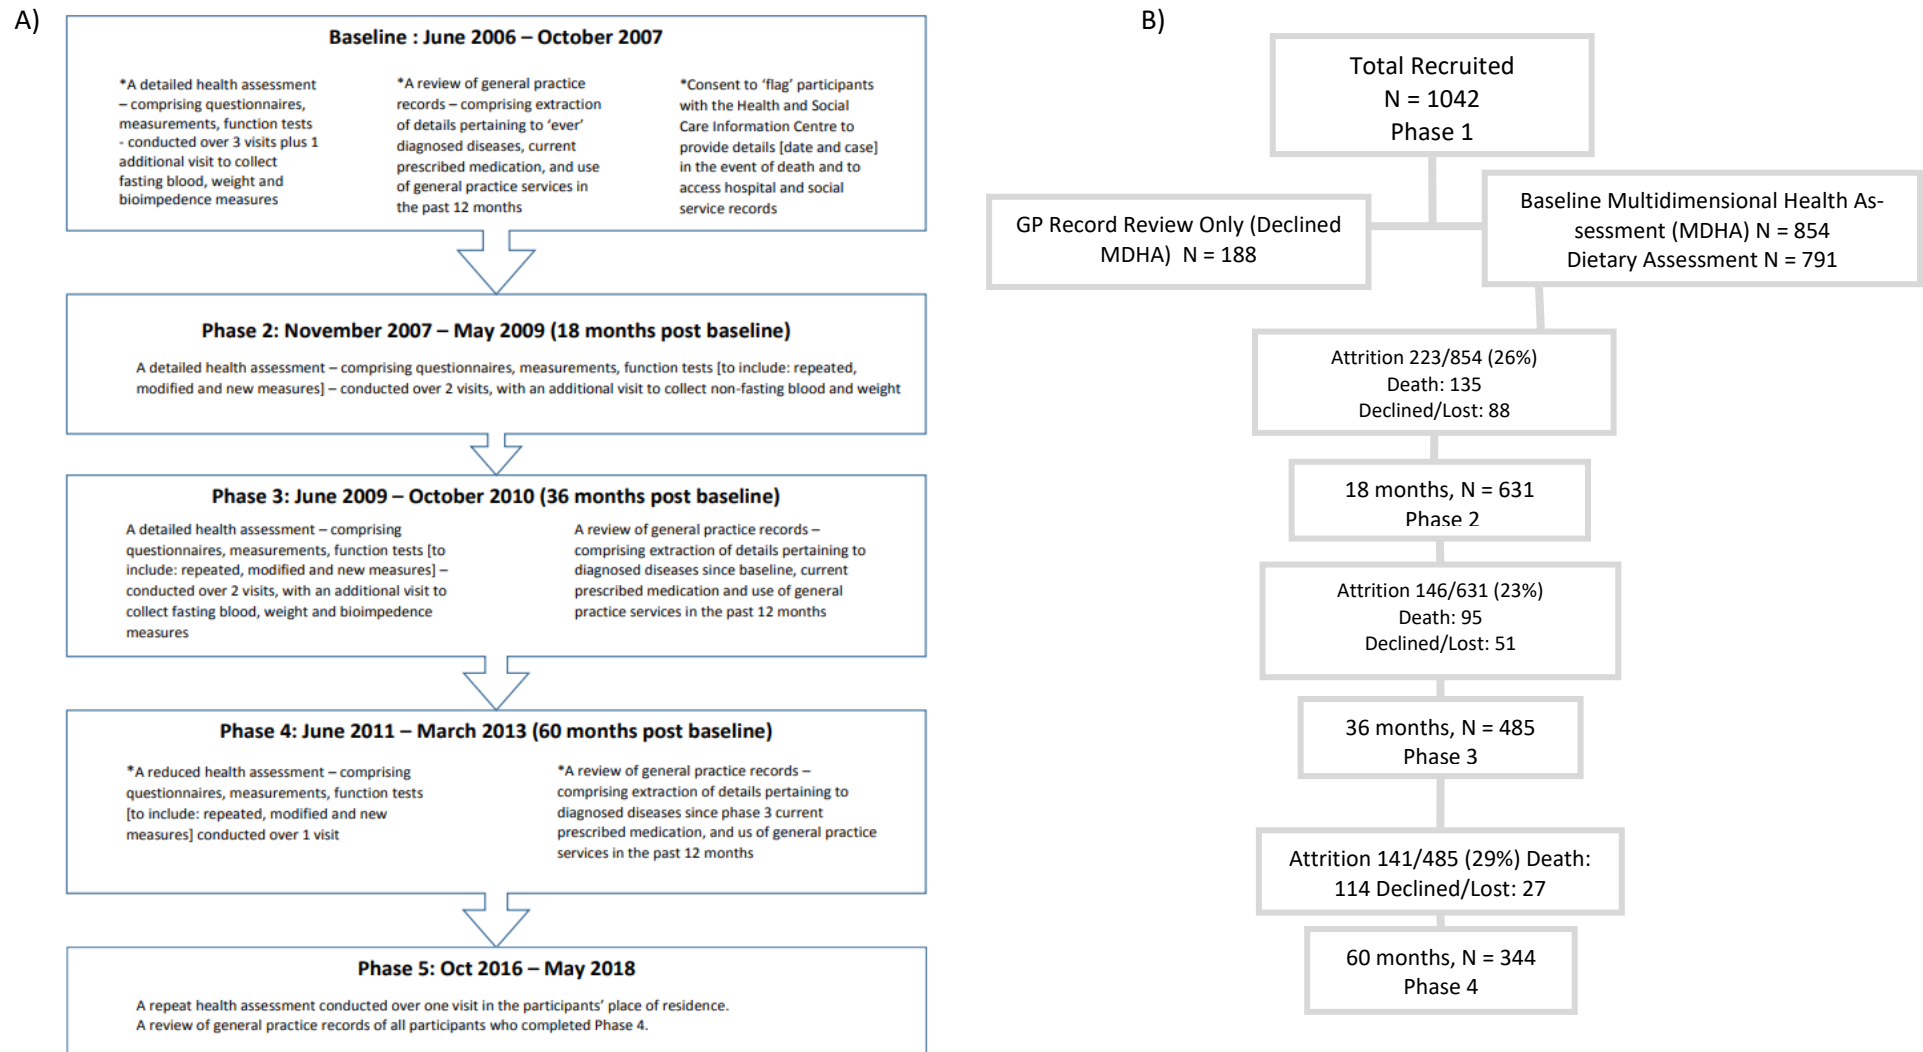 A)
Baseline : June 2006 – October 2007
*A detailed health assessment
– comprising questionnaires,
measurements, function tests
- conducted over 3 visits plus 1
additional visit to collect
fasting blood, weight and
bioimpedence measures
*A review of general practice
records – comprising extraction
of details pertaining to ‘ever’
diagnosed diseases, current
prescribed medication, and use
of general practice services in
the past 12 months
*Consent to ‘flag’ participants
with the Health and Social
Care Information Centre to
provide details [date and case]
in the event of death and to
access hospital and social
service records
Phase 2: November 2007 – May 2009 (18 months post baseline)
A detailed health assessment – comprising questionnaires, measurements, function tests [to include: repeated,
modified and new measures] – conducted over 2 visits, with an additional visit to collect non-fasting blood and weight
Phase 3: June 2009 – October 2010 (36 months post baseline)
A detailed health assessment – comprising
questionnaires, measurements, function tests [to
include: repeated, modified and new measures] –
conducted over 2 visits, with an additional visit to
collect fasting blood, weight and bioimpedence
measures
A review of general practice records –
comprising extraction of details pertaining to
diagnosed diseases since baseline, current
prescribed medication and use of general
practice services in the past 12 months
Phase 4: June 2011 – March 2013 (60 months post baseline)
*A reduced health assessment – comprising
questionnaires, measurements, function tests
[to include: repeated, modified and new
measures] conducted over 1 visit
*A review of general practice records –
comprising extraction of details pertaining to
diagnosed diseases since phase 3 current
prescribed medication, and us of general practice
services in the past 12 months
Phase 5: Oct 2016 – May 2018
A repeat health assessment conducted over one visit in the participants’ place of residence.
A review of general practice records of all participants who completed Phase 4.
B)
Total Recruited
N = 1042
Phase 1
GP Record Review Only (Declined
MDHA) N = 188
Baseline Multidimensional Health As-
sessment (MDHA) N = 854
Dietary Assessment N = 791
Attrition 223/854 (26%)
Death: 135
Declined/Lost: 88
18 months, N = 631
Phase 2
Attrition 146/631 (23%)
Death: 95
Declined/Lost: 51
36 months, N = 485
Phase 3
Attrition 141/485 (29%) Death:
114 Declined/Lost: 27
60 months, N = 344
Phase 4